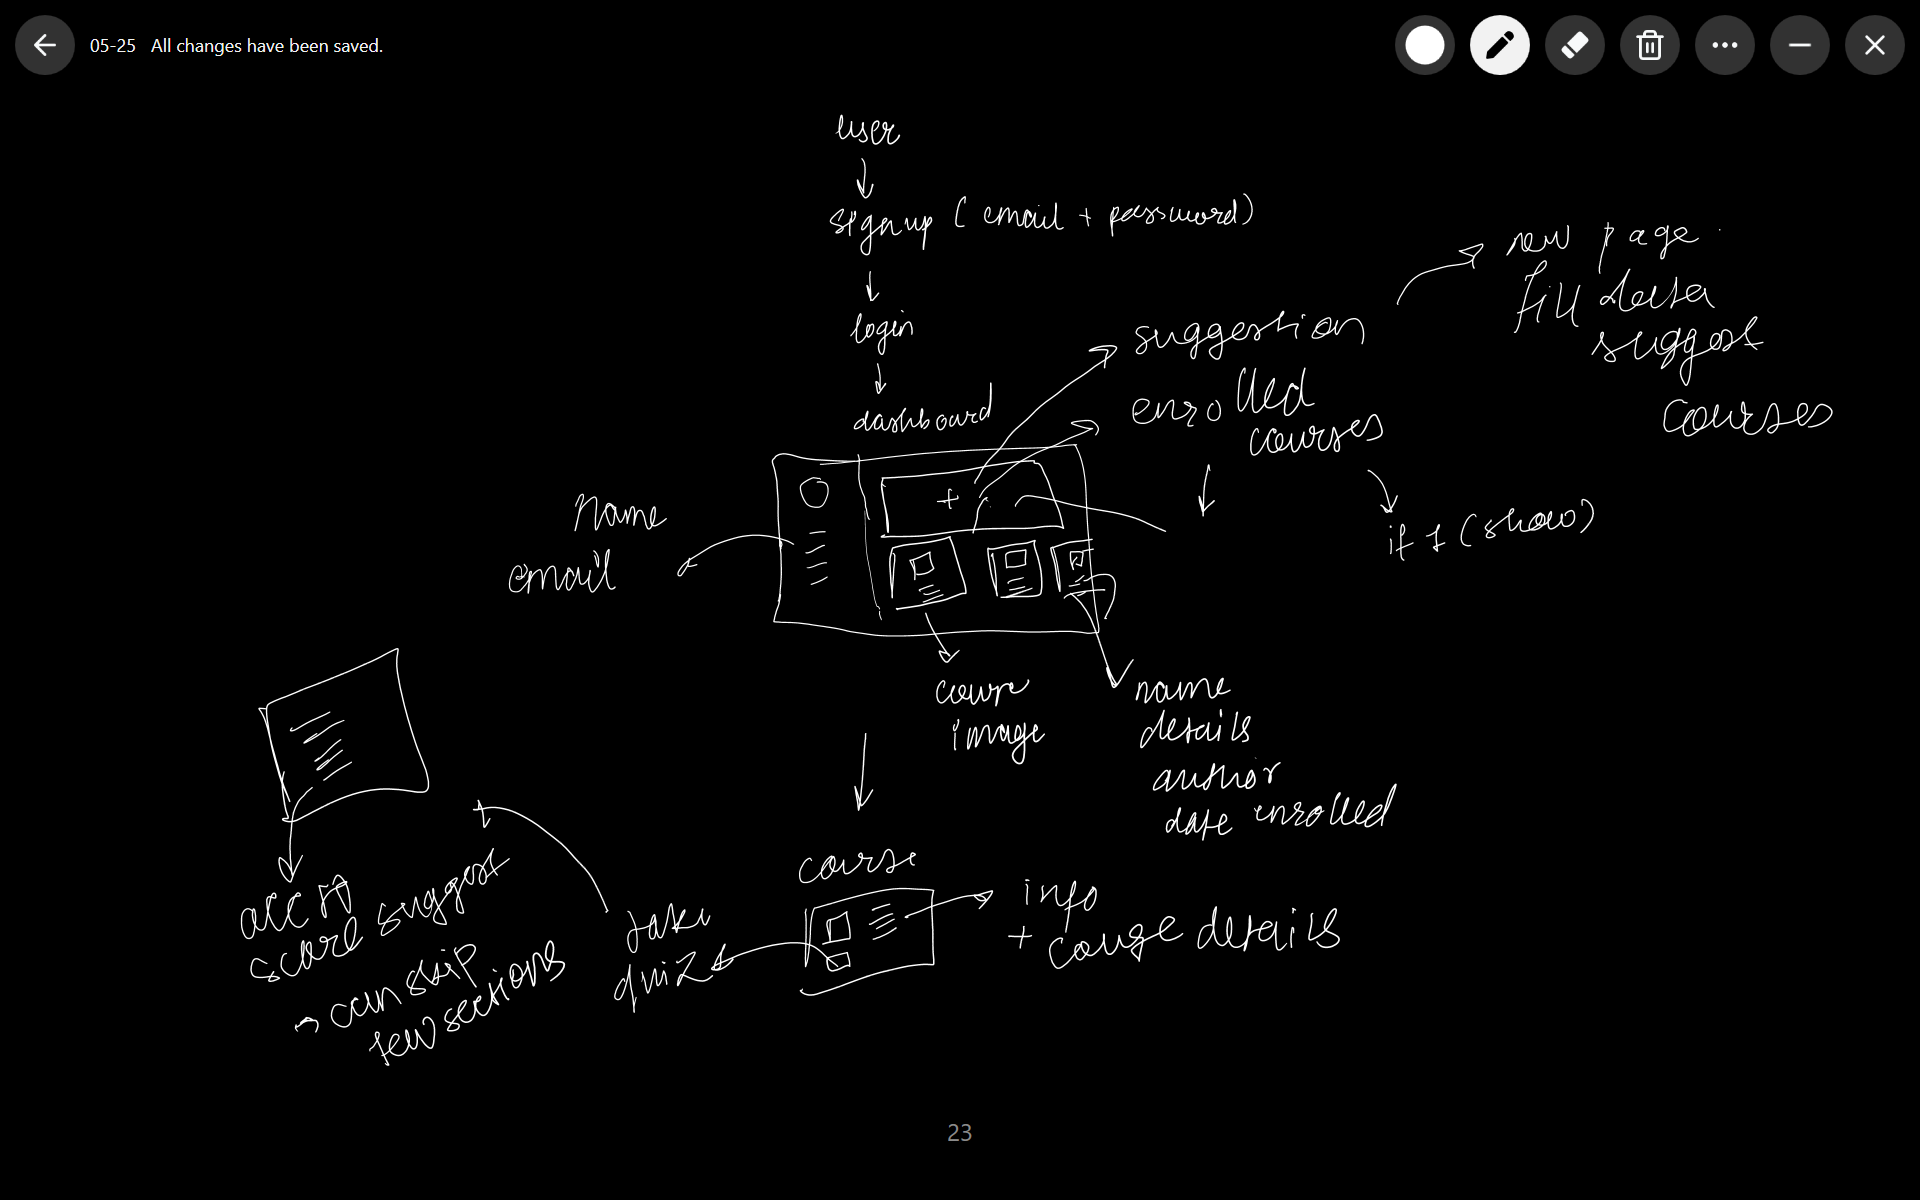 05-25 All changes have been saved.
user
signup (email + password)
login
dashboard
suggestion
enrolled
courses
if 1 (show)
new page
fill data
suggest
courses
Name
email
+
course
image
name
details
author
date enrolled
course
info
+ couge details
take
quiz
acc to
score suggest
→ can skip
few sections
23